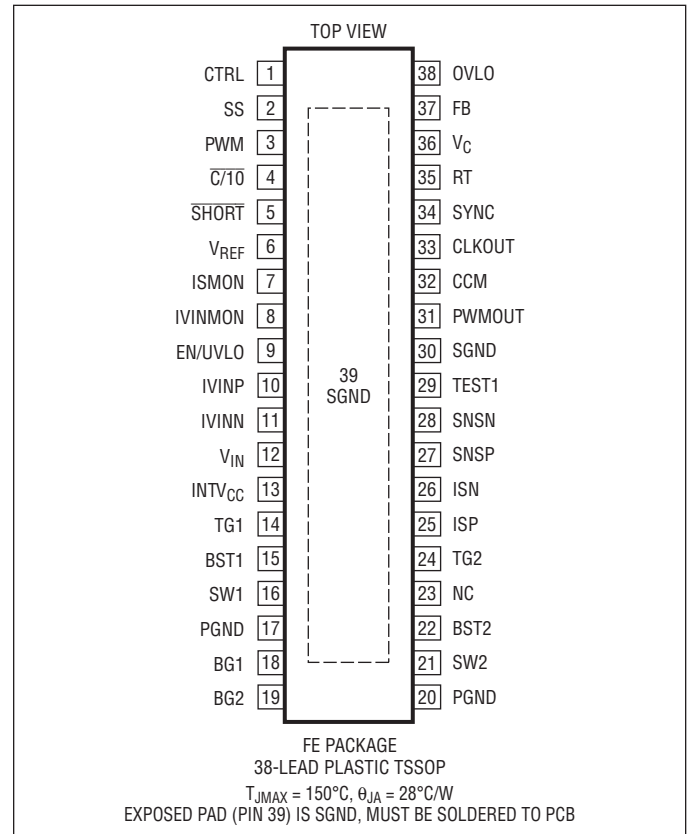 TOP VIEW
CTRL 1
SS 2
PWM 3
C/10 4
SHORT 5
VREF 6
ISMON 7
IVINMON 8
EN/UVLO 9
IVINP 10
IVINN 11
VIN 12
INTVCC 13
TG1 14
BST1 15
SW1 16
PGND 17
BG1 18
BG2 19
39
SGND
38 OVLO
37 FB
36 VC
35 RT
34 SYNC
33 CLKOUT
32 CCM
31 PWMOUT
30 SGND
29 TEST1
28 SNSN
27 SNSP
26 ISN
25 ISP
24 TG2
23 NC
22 BST2
21 SW2
20 PGND
FE PACKAGE
38-LEAD PLASTIC TSSOP
TJMAX = 150°C, θJA = 28°C/W
EXPOSED PAD (PIN 39) IS SGND, MUST BE SOLDERED TO PCB